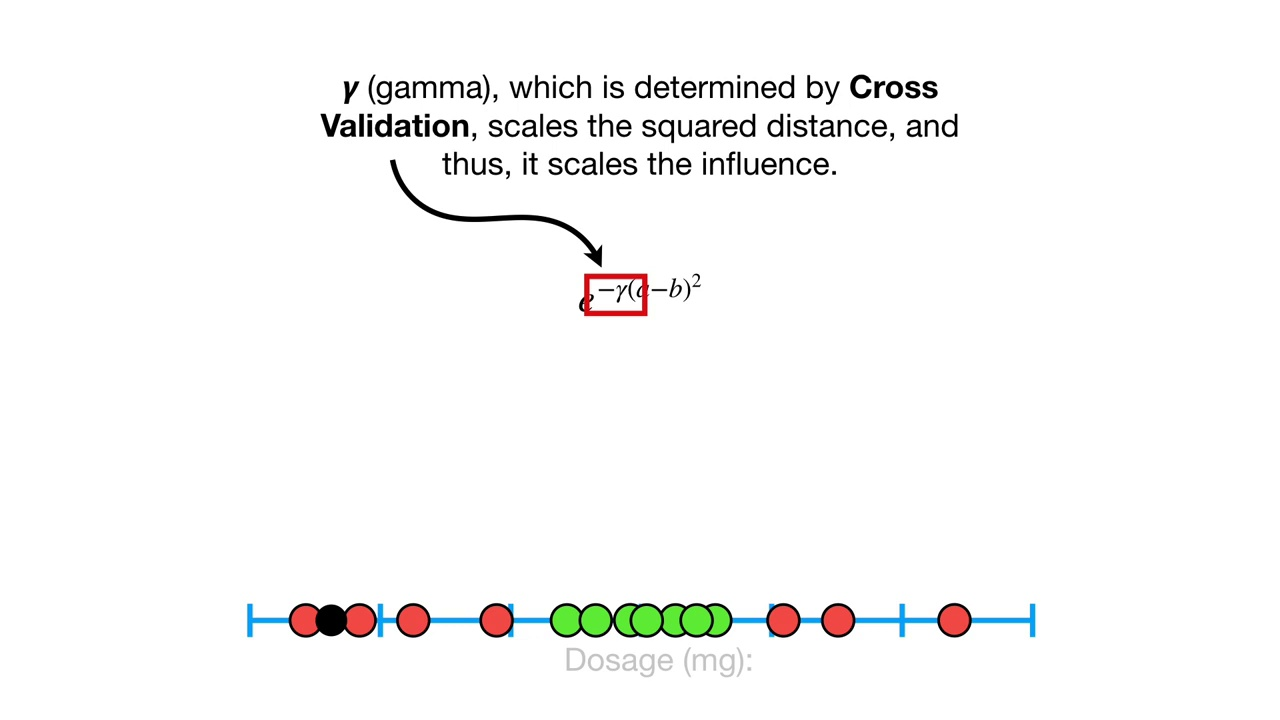 γ (gamma), which is determined by Cross
Validation, scales the squared distance, and
thus, it scales the influence.
e^−γ(a−b)^2
Dosage (mg):